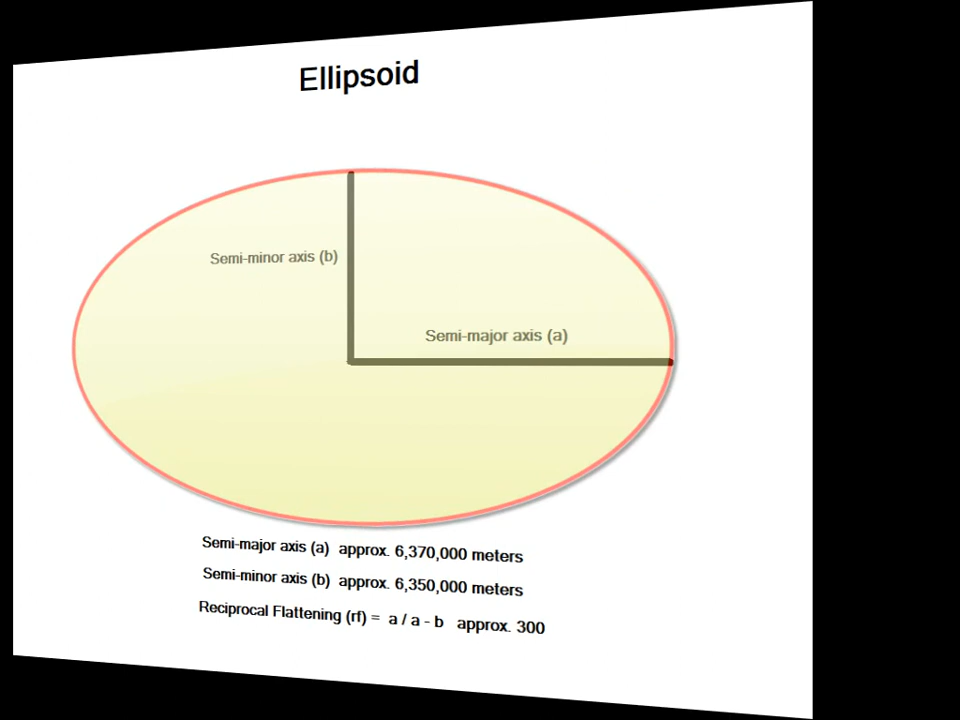 Ellipsoid
Semi-minor axis (b)
Semi-major axis (a)
Semi-major axis (a) approx. 6,370,000 meters
Semi-minor axis (b) approx. 6,350,000 meters
Reciprocal Flattening (rf) = a / a - b approx. 300